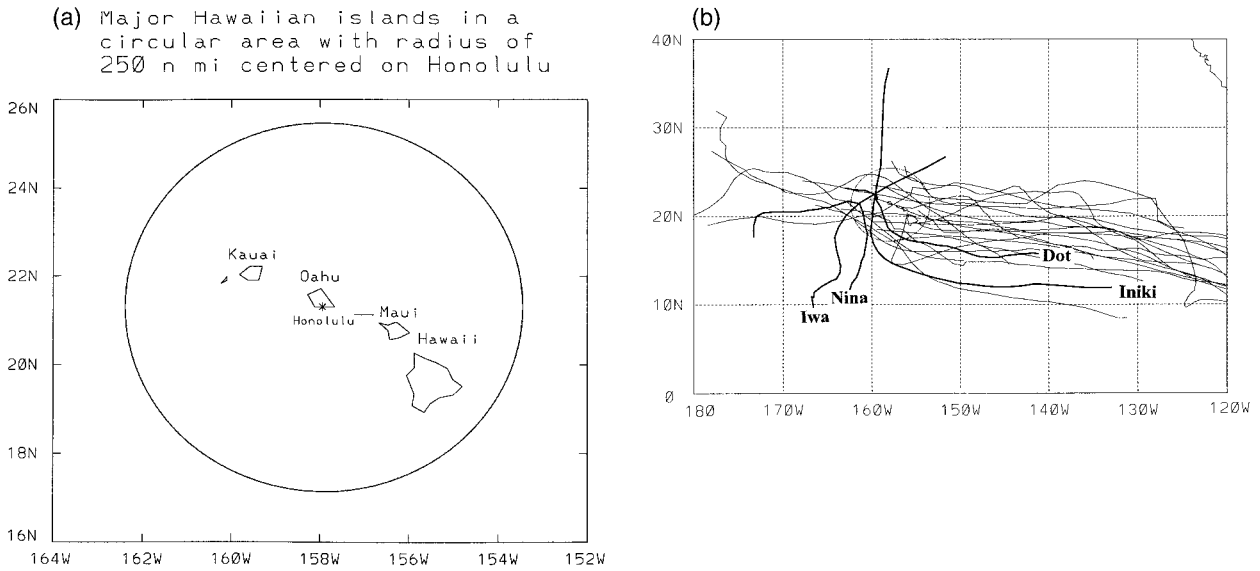 (a) Major Hawaiian islands in a
circular area with radius of
250 n mi centered on Honolulu
26N
24N
22N
20N
18N
16N
164W 162W 160W 158W 156W 154W 152W
Kauai
Oahu
Honolulu
Maui
Hawaii
(b)
40N
30N
20N
10N
0
180 170W 160W 150W 140W 130W 120W
Dot
Iniki
Nina
Iwa